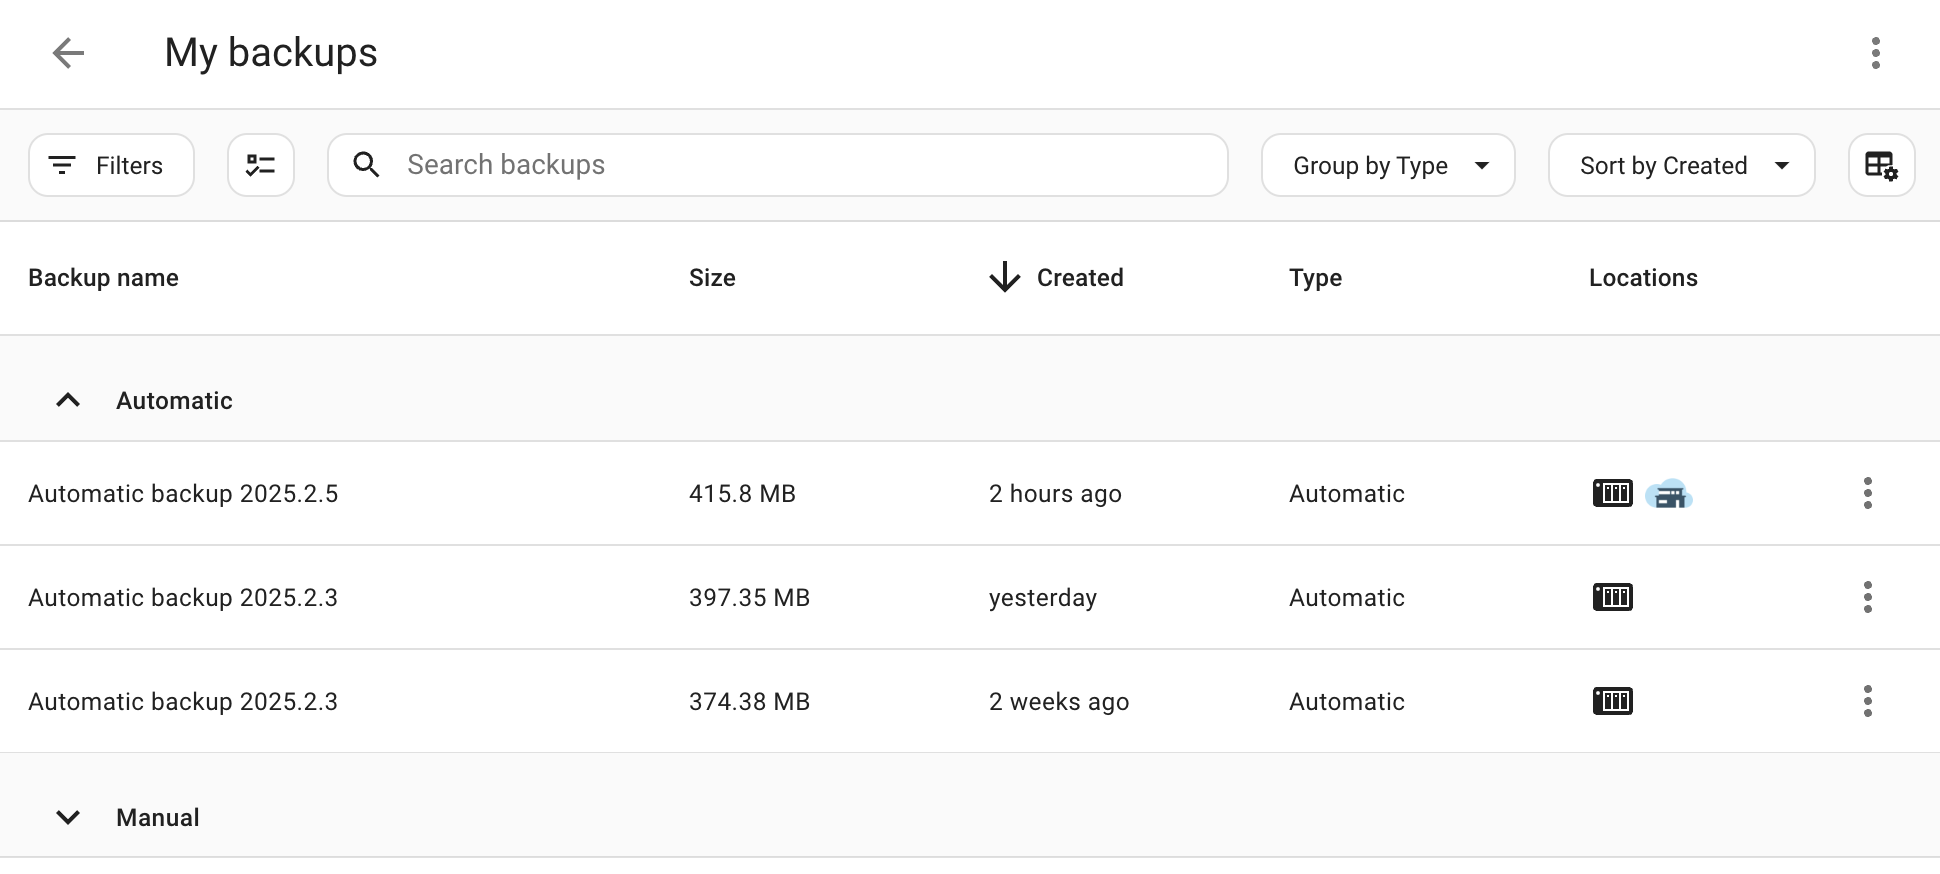 My backups
Filters
Search backups
Group by Type
Sort by Created
Backup name Size Created Type Locations
Automatic
Automatic backup 2025.2.5 415.8 MB 2 hours ago Automatic
Automatic backup 2025.2.3 397.35 MB yesterday Automatic
Automatic backup 2025.2.3 374.38 MB 2 weeks ago Automatic
Manual